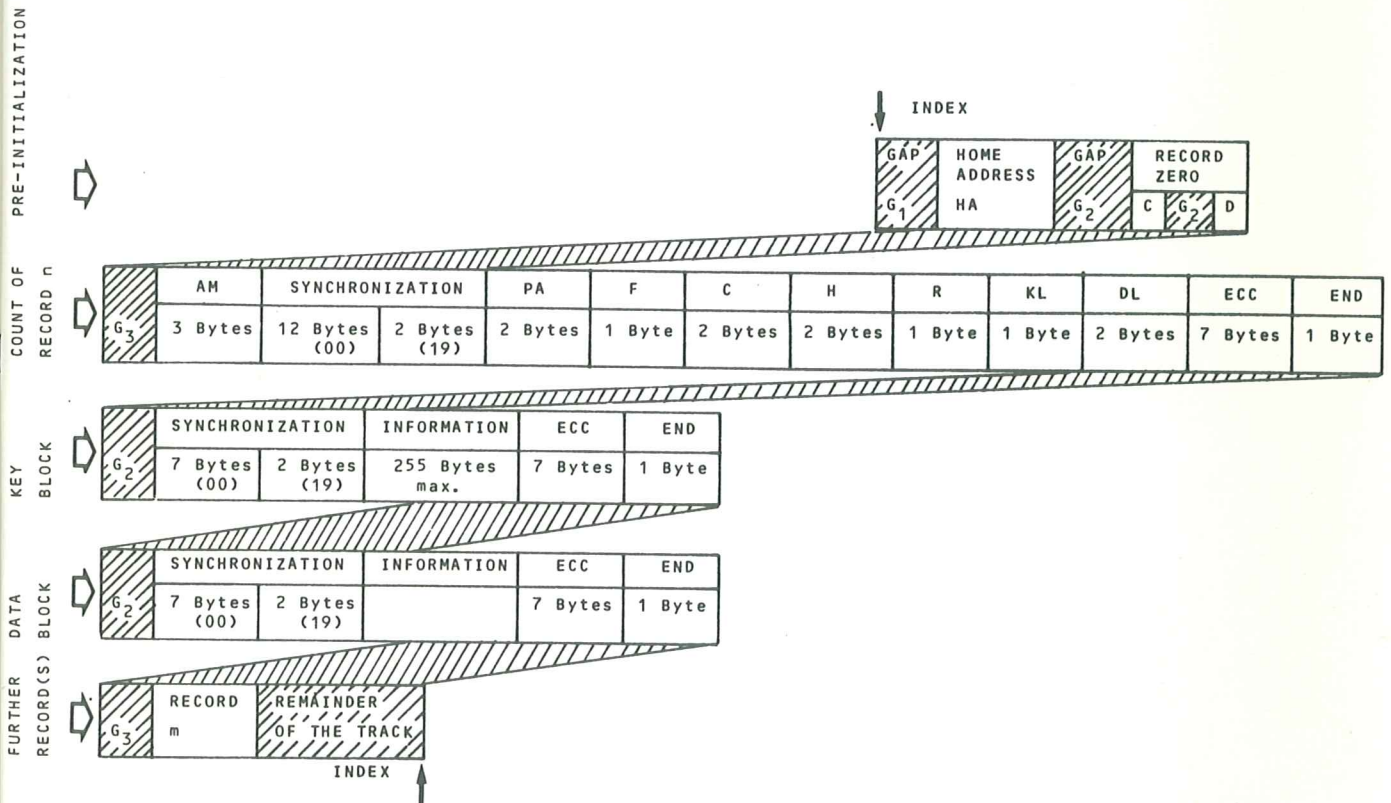 PRE-INITIALIZATION
INDEX
GAP HOME GAP RECORD
ADDRESS ZERO
G1 HA G2 C G2 D
COUNT OF
RECORD n
AM SYNCHRONIZATION PA F C H R KL DL ECC END
G3 3 Bytes 12 Bytes 2 Bytes 2 Bytes 1 Byte 2 Bytes 2 Bytes 1 Byte 1 Byte 2 Bytes 7 Bytes 1 Byte
(00) (19)
KEY
BLOCK
SYNCHRONIZATION INFORMATION ECC END
G2 7 Bytes 2 Bytes 255 Bytes 7 Bytes 1 Byte
(00) (19) max.
DATA
BLOCK
SYNCHRONIZATION INFORMATION ECC END
G2 7 Bytes 2 Bytes 7 Bytes 1 Byte
(00) (19)
FURTHER
RECORD(S)
RECORD REMAINDER
G3 m OF THE TRACK
INDEX